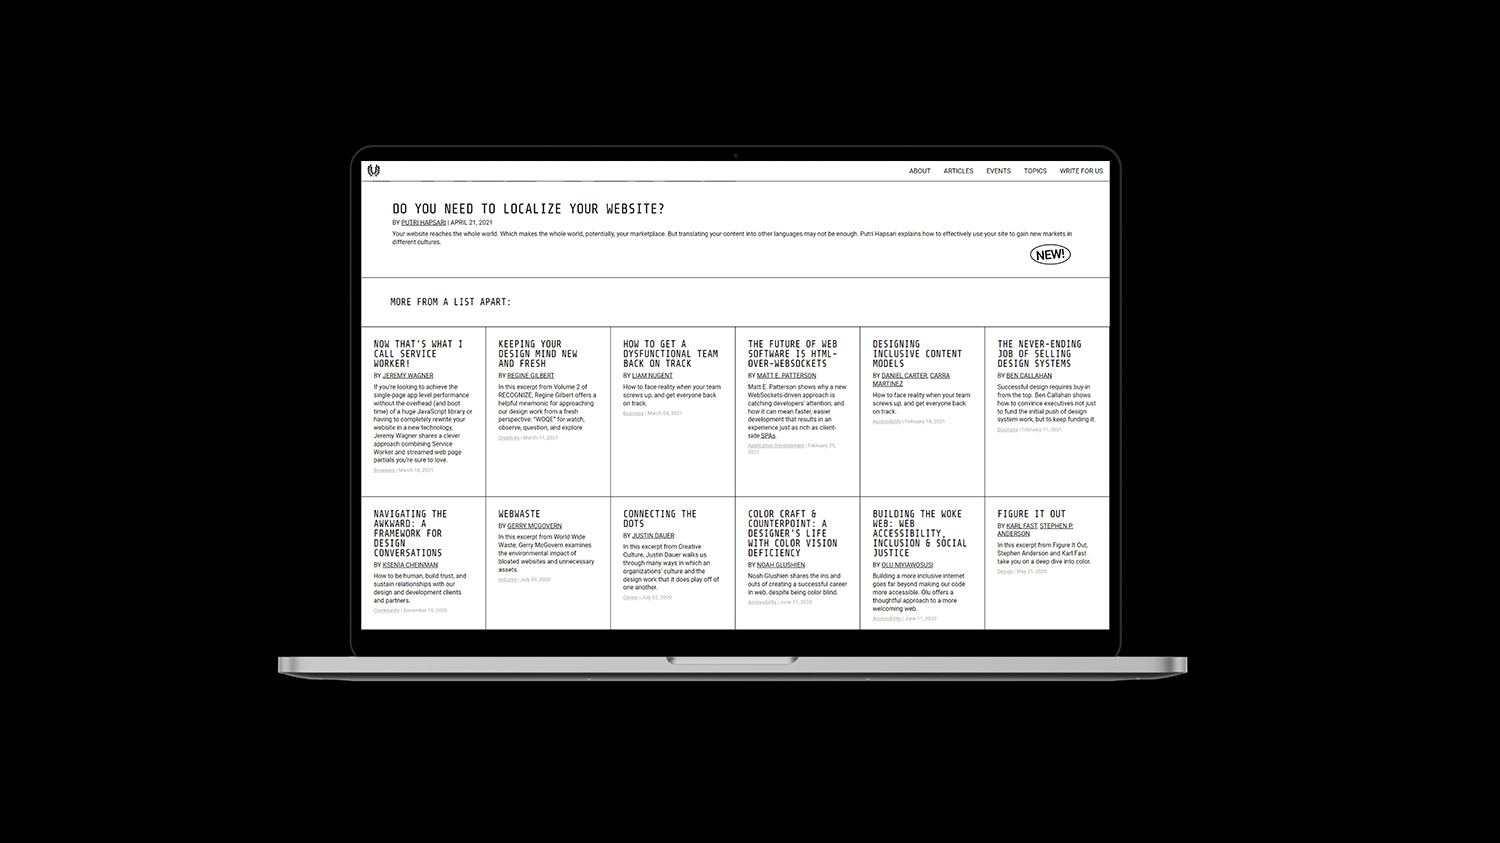 ABOUT ARTICLES EVENTS TOPICS WRITE FOR US
DO YOU NEED TO LOCALIZE YOUR WEBSITE?
BY PUTRI HAPSARI | APRIL 21, 2021
Your website reaches the whole world. Which makes the whole world, potentially, your marketplace. But translating your content into other languages may not be enough. Putri Hapsari explains how to effectively use your site to gain new markets in
different cultures.
NEW!
MORE FROM A LIST APART:
NOW THAT'S WHAT I
CALL SERVICE
WORKER!
BY JEREMY WAGNER
If you're looking to achieve the
single-page app level performance
without the overhead (and boot
time) of a huge JavaScript library or
having to completely rewrite your
website in a new technology,
Jeremy Wagner shares a clever
approach combining Service
Worker and streamed web page
partials you're sure to love.
Browsers | March 18, 2021
KEEPING YOUR
DESIGN MIND NEW
AND FRESH
BY REGINE GILBERT
In this excerpt from Volume 2 of
RECOGNIZE, Regine Gilbert offers a
helpful mnemonic for approaching
our design work from a fresh
perspective: "WOQE" for watch,
observe, question, and explore
Creativity | March 11, 2021
HOW TO GET A
DYSFUNCTIONAL TEAM
BACK ON TRACK
BY LIAM NUGENT
How to face reality when your team
screws up, and get everyone back
on track.
Business | March 04, 2021
THE FUTURE OF WEB
SOFTWARE IS HTML-
OVER-WEBSOCKETS
BY MATT E. PATTERSON
Matt E. Patterson shows why a new
WebSockets-driven approach is
catching developers' attention, and
how it can mean faster, easier
development that results in an
experience just as rich as client-
side SPAs.
Application Development | February 25,
2021
DESIGNING
INCLUSIVE CONTENT
MODELS
BY DANIEL CARTER, CARRA
MARTINEZ
How to face reality when your team
screws up, and get everyone back
on track.
Accessibility | February 18, 2021
THE NEVER-ENDING
JOB OF SELLING
DESIGN SYSTEMS
BY BEN CALLAHAN
Successful design requires buy-in
from the top. Ben Callahan shows
how to convince executives not just
to fund the initial push of design
system work, but to keep funding it.
Business | February 11, 2021
NAVIGATING THE
AWKWARD: A
FRAMEWORK FOR
DESIGN
CONVERSATIONS
BY KSENIA CHEINMAN
How to be human, build trust, and
sustain relationships with our
design and development clients
and partners.
Community | December 10, 2020
WEBWASTE
BY GERRY MCGOVERN
In this excerpt from World Wide
Waste, Gerry McGovern examines
the environmental impact of
bloated websites and unnecessary
assets.
Industry | July 09, 2020
CONNECTING THE
DOTS
BY JUSTIN DAUER
In this excerpt from Creative
Culture, Justin Dauer walks us
through many ways in which an
organizations' culture and the
design work that it does play off of
one another.
Career | July 02, 2020
COLOR CRAFT &
COUNTERPOINT: A
DESIGNER'S LIFE
WITH COLOR VISION
DEFICIENCY
BY NOAH GLUSHIEN
Noah Glushien shares the ins and
outs of creating a successful career
in web, despite being color blind.
Accessibility | June 11, 2020
BUILDING THE WOKE
WEB: WEB
ACCESSIBILITY,
INCLUSION & SOCIAL
JUSTICE
BY OLU NIYIAWOSUSI
Building a more inclusive internet
goes far beyond making our code
more accessible. Olu offers a
thoughtful approach to a more
welcoming web.
Accessibility | June 11, 2020
FIGURE IT OUT
BY KARL FAST, STEPHEN P.
ANDERSON
In this excerpt from Figure It Out,
Stephen Anderson and Karl Fast
take you on a deep dive into color.
Design | May 21, 2020